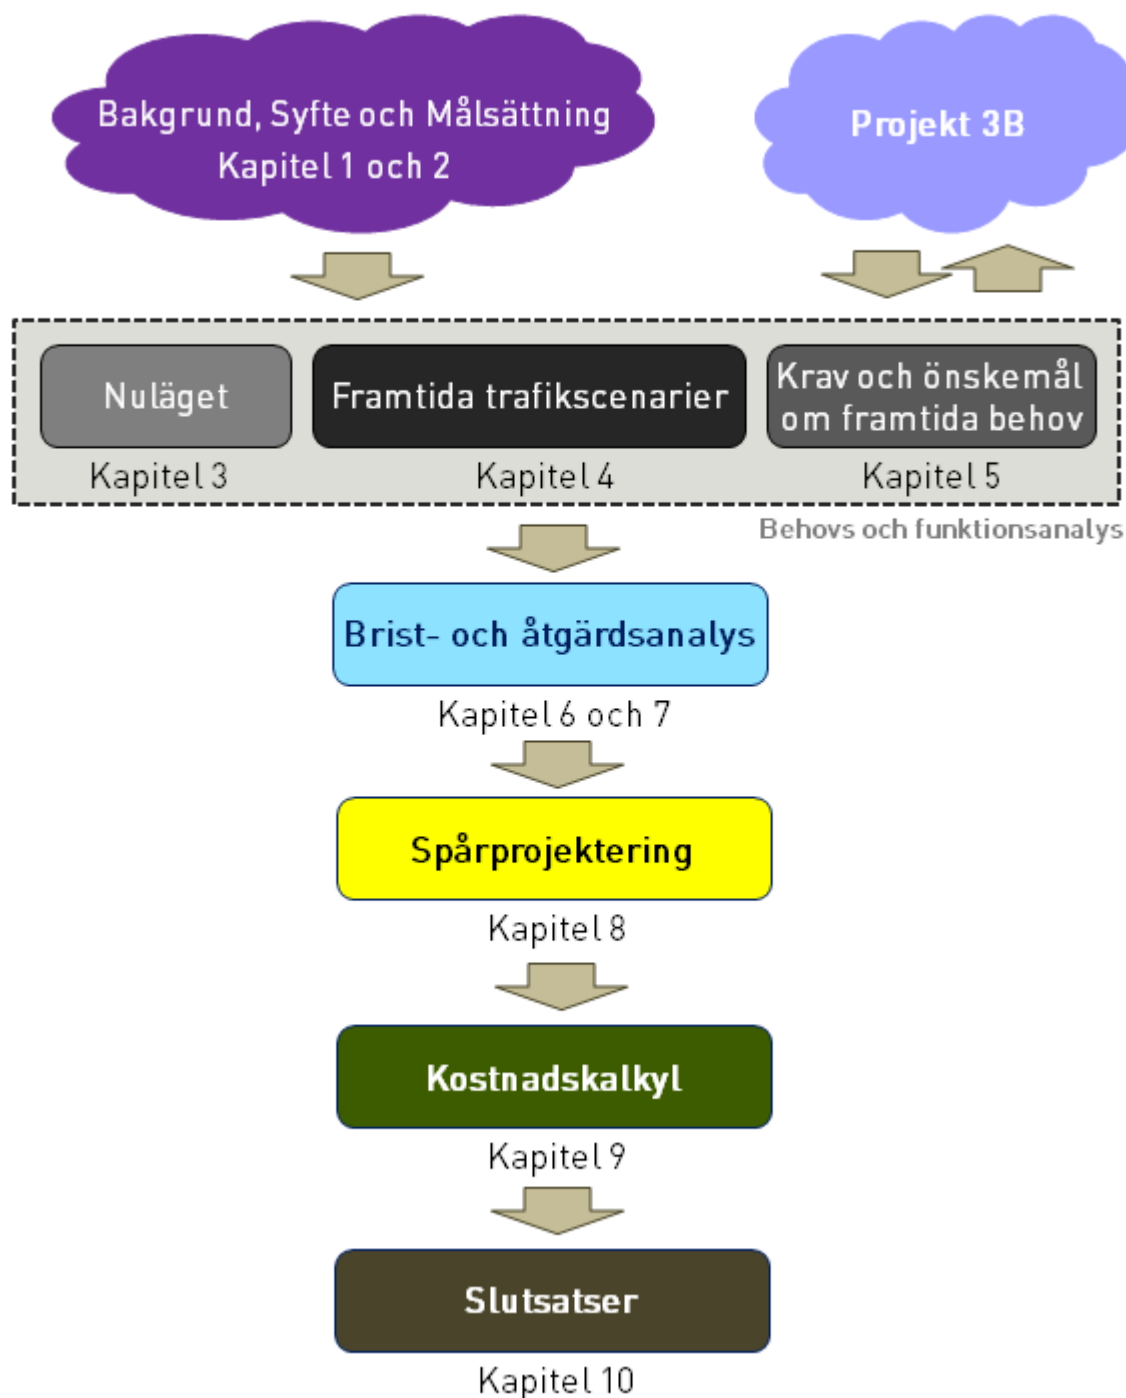 Bakgrund, Syfte och Målsättning
Kapitel 1 och 2
Projekt 3B
Nuläget
Kapitel 3
Framtida trafikscenarier
Kapitel 4
Krav och önskemål
om framtida behov
Kapitel 5
Behovs och funktionsanalys
Brist- och åtgärdsanalys
Kapitel 6 och 7
Spårprojektering
Kapitel 8
Kostnadskalkyl
Kapitel 9
Slutsatser
Kapitel 10